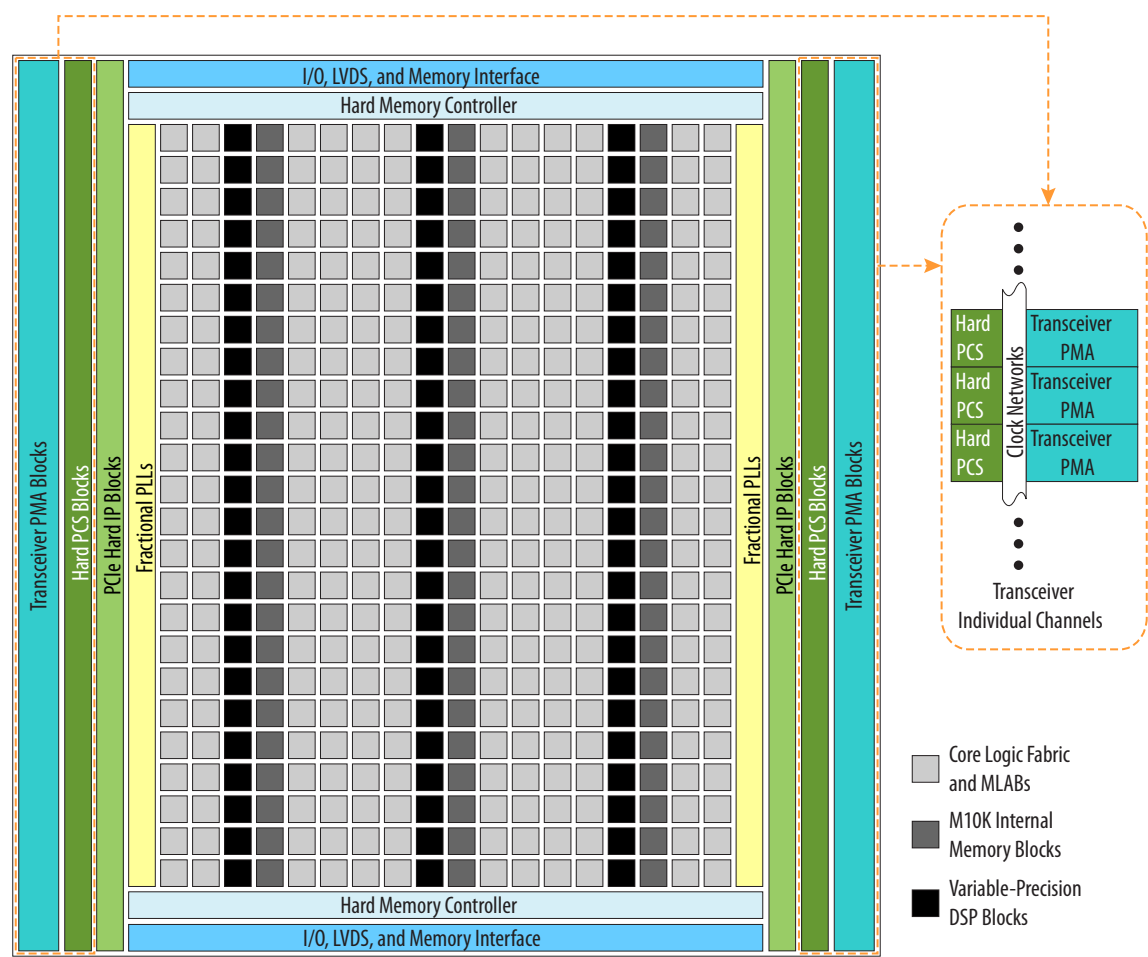 I/O, LVDS, and Memory Interface
Hard Memory Controller
Transceiver PMA Blocks
Hard PCS Blocks
PCIe Hard IP Blocks
Fractional PLLs
Fractional PLLs
PCIe Hard IP Blocks
Hard PCS Blocks
Transceiver PMA Blocks
Hard Memory Controller
I/O, LVDS, and Memory Interface
Hard
PCS
Transceiver
PMA
Hard
PCS
Transceiver
PMA
Hard
PCS
Transceiver
PMA
Clock Networks
Transceiver
Individual Channels
Core Logic Fabric
and MLABs
M10K Internal
Memory Blocks
Variable-Precision
DSP Blocks